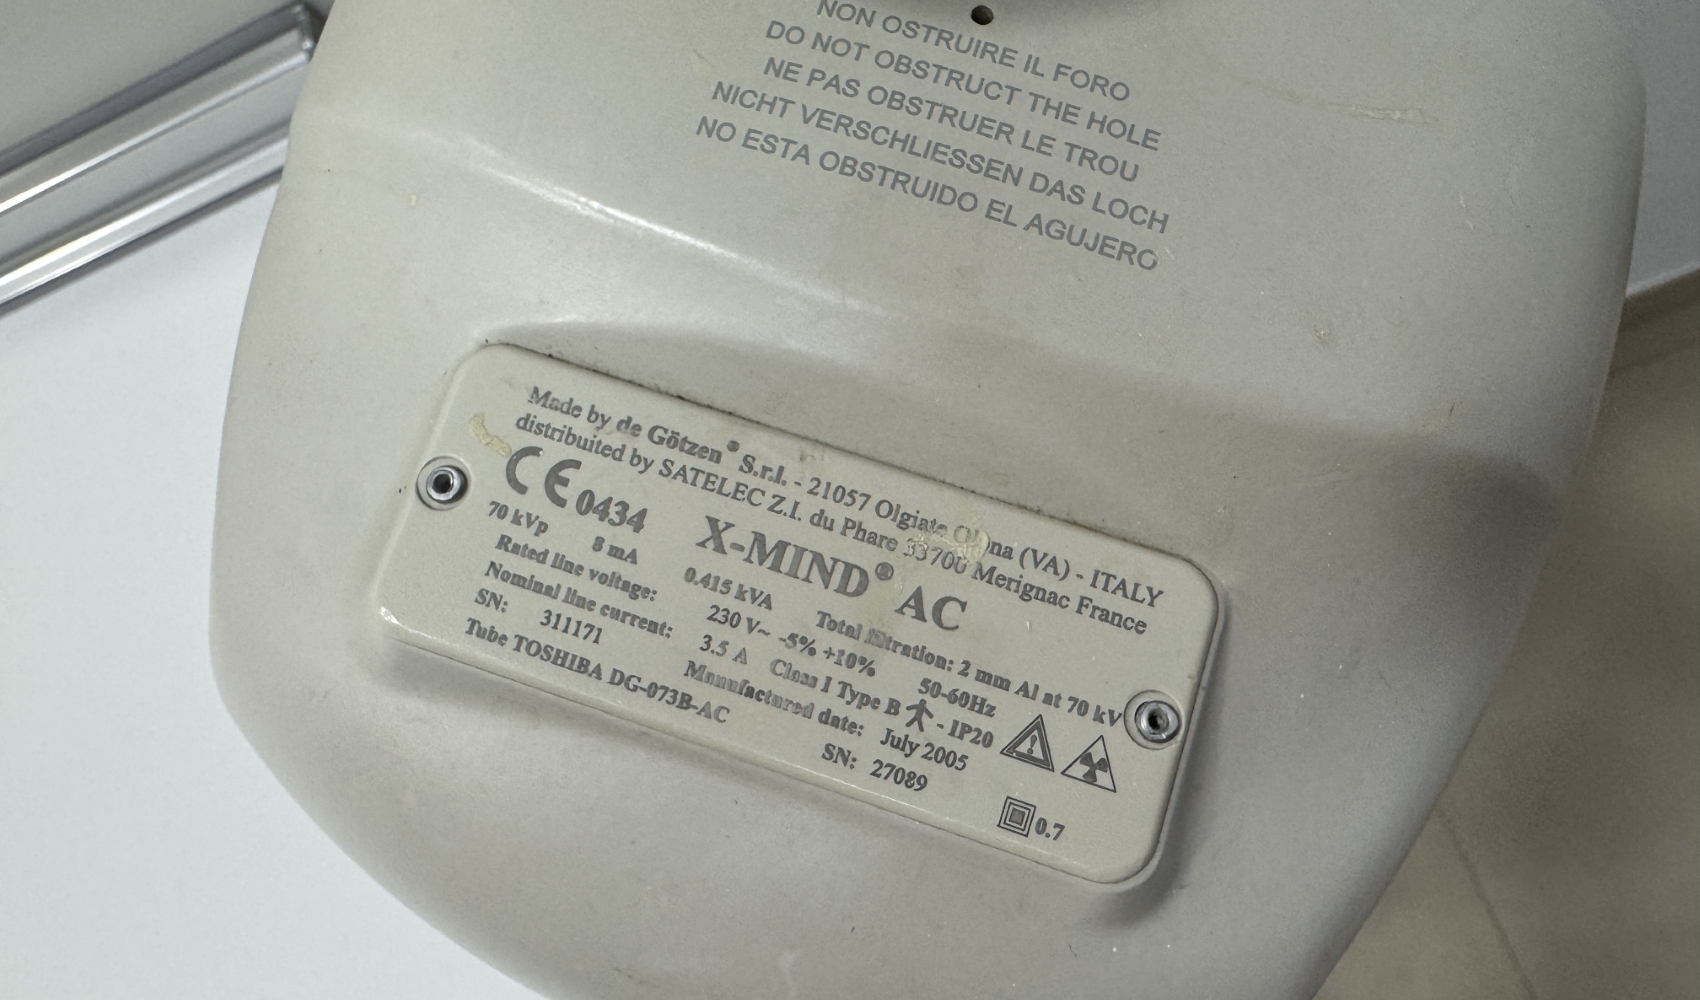 NON OSTRUIRE IL FORO
DO NOT OBSTRUCT THE HOLE
NE PAS OBSTRUER LE TROU
NICHT VERSCHLIESSEN DAS LOCH
NO ESTA OBSTRUIDO EL AGUJERO
Made by de Götzen® S.r.l. - 21057 Olgiate (VA) - ITALY
distribuited by SATELEC Z.I. du Phare 33700 Merignac France
CE 0434 X-MIND® AC
70 kVp 8 mA 0.415 kVA Total filtration: 2 mm Al at 70 kV
Rated line voltage: 230 V~ -5% +10% 50-60Hz
Nominal line current: 3.5 A Class I Type B - IP20
SN: 311171 Manufactured date: July 2005
Tube TOSHIBA DG-073B-AC SN: 27089
0.7